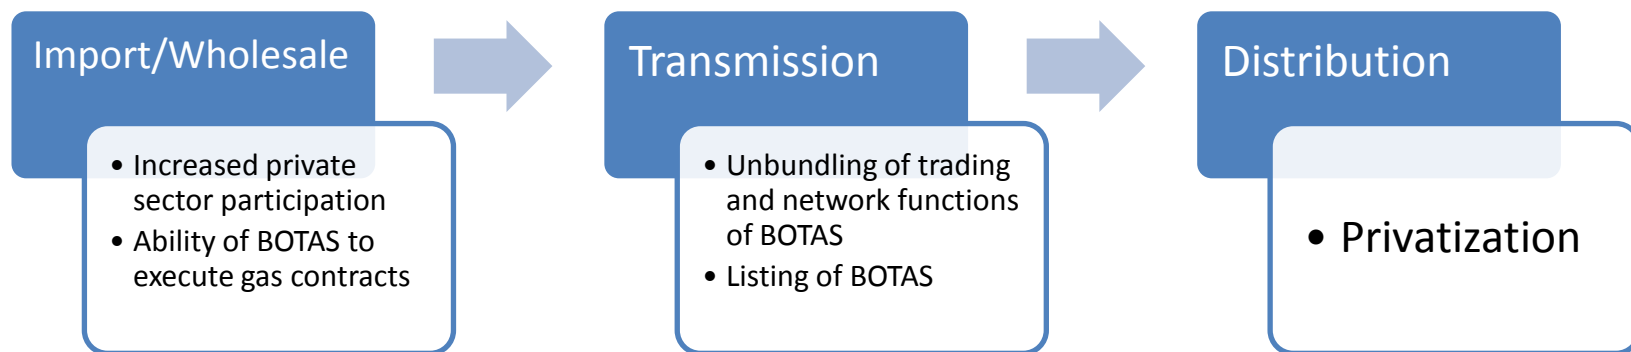 Import/Wholesale
• Increased private
sector participation
• Ability of BOTAS to
execute gas contracts
Transmission
• Unbundling of trading
and network functions
of BOTAS
• Listing of BOTAS
Distribution
• Privatization